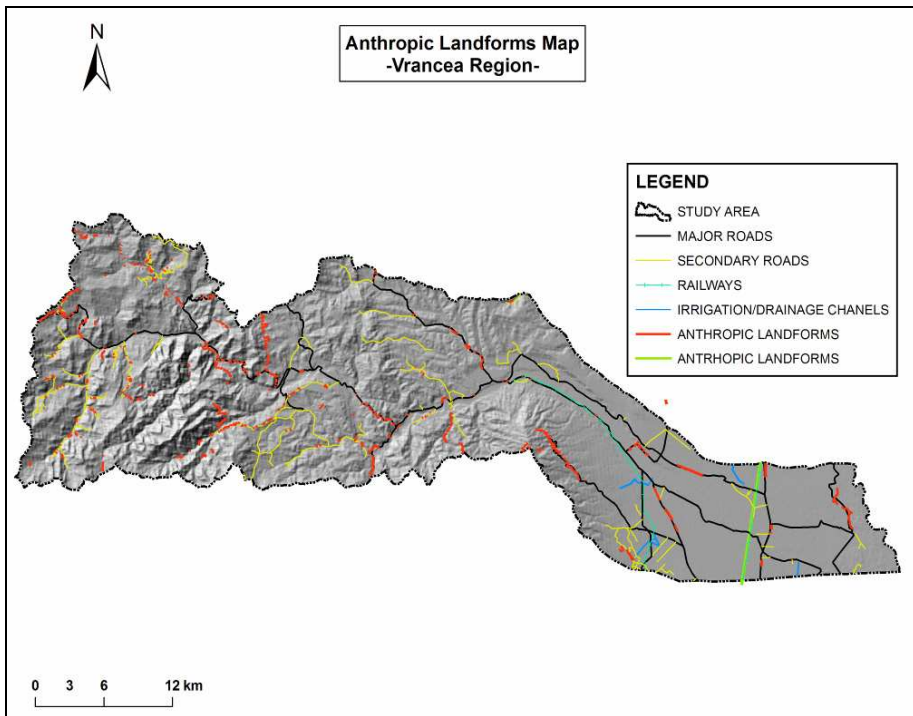 N
Anthropic Landforms Map
-Vrancea Region-
LEGEND
STUDY AREA
MAJOR ROADS
SECONDARY ROADS
RAILWAYS
IRRIGATION/DRAINAGE CHANELS
ANTHROPIC LANDFORMS
ANTRHOPIC LANDFORMS
0 3 6 12 km